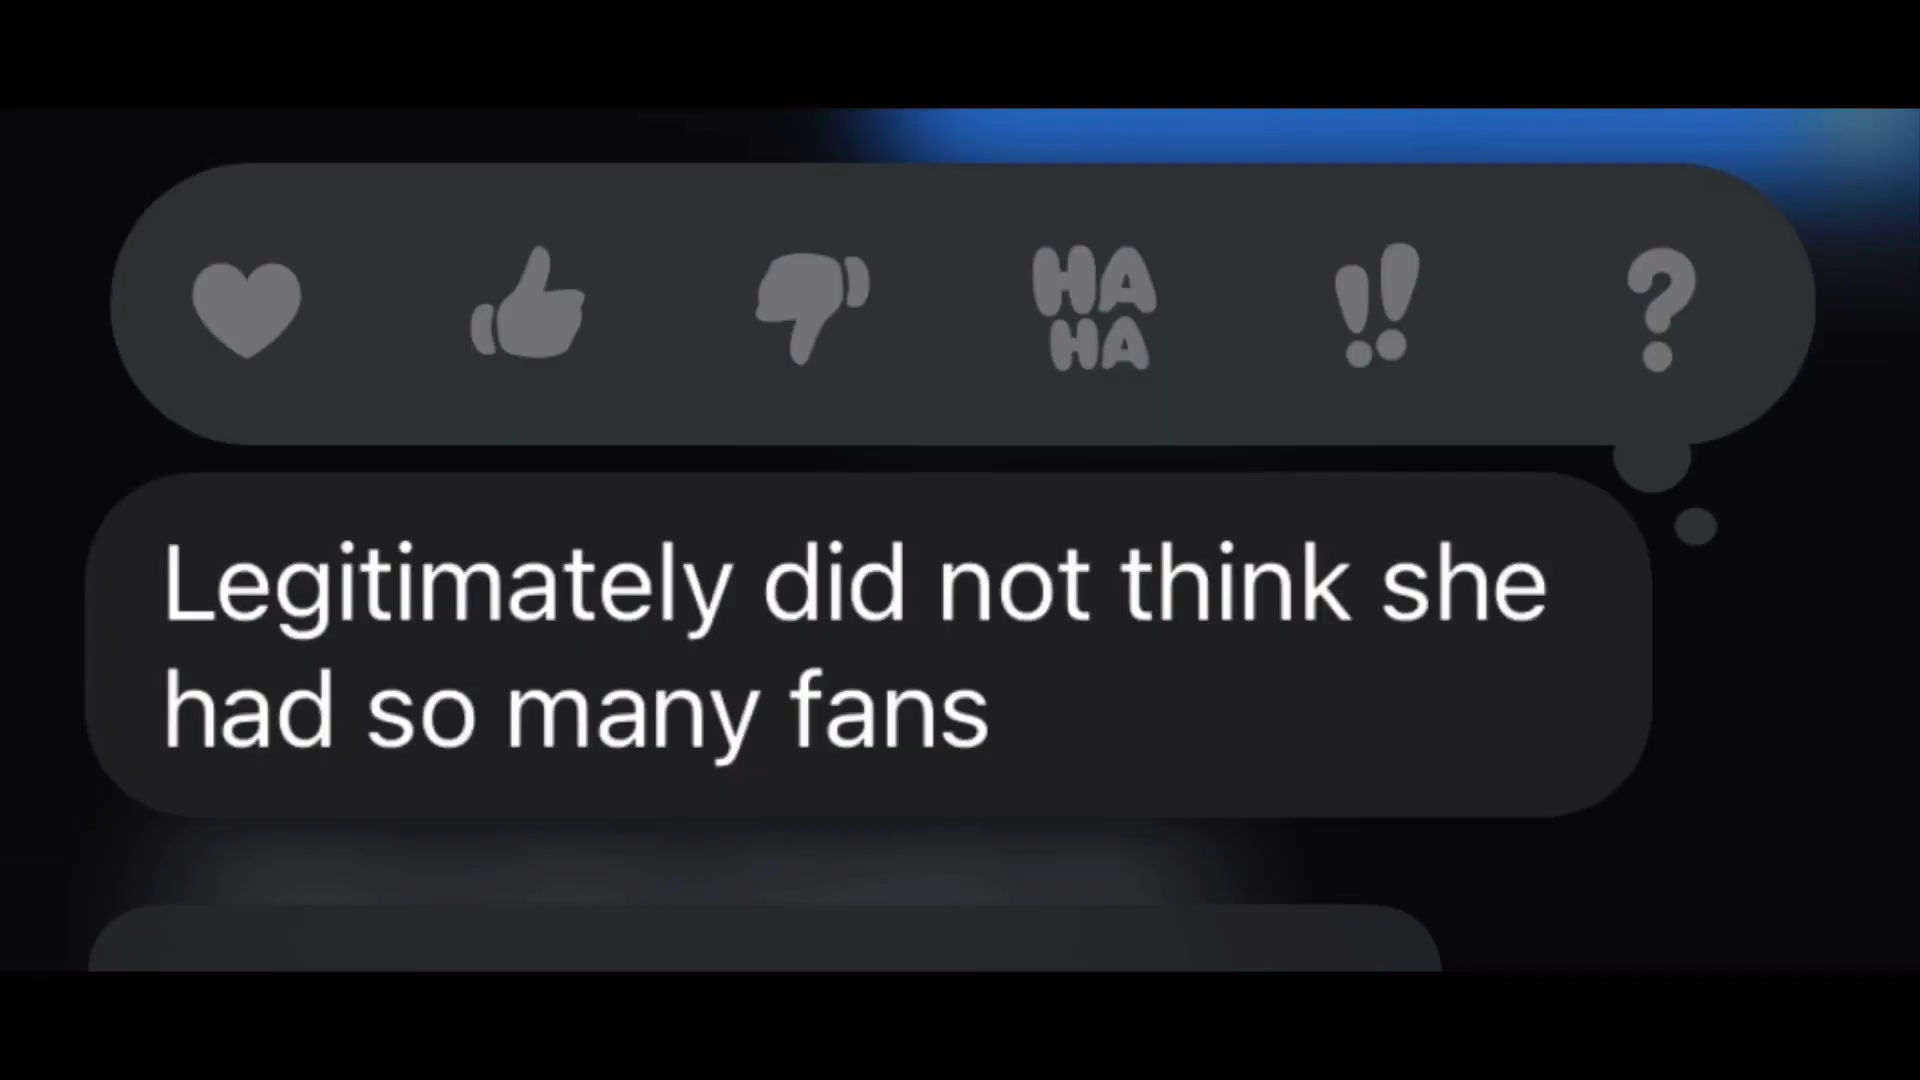 HA
HA
!! ?
Legitimately did not think she
had so many fans